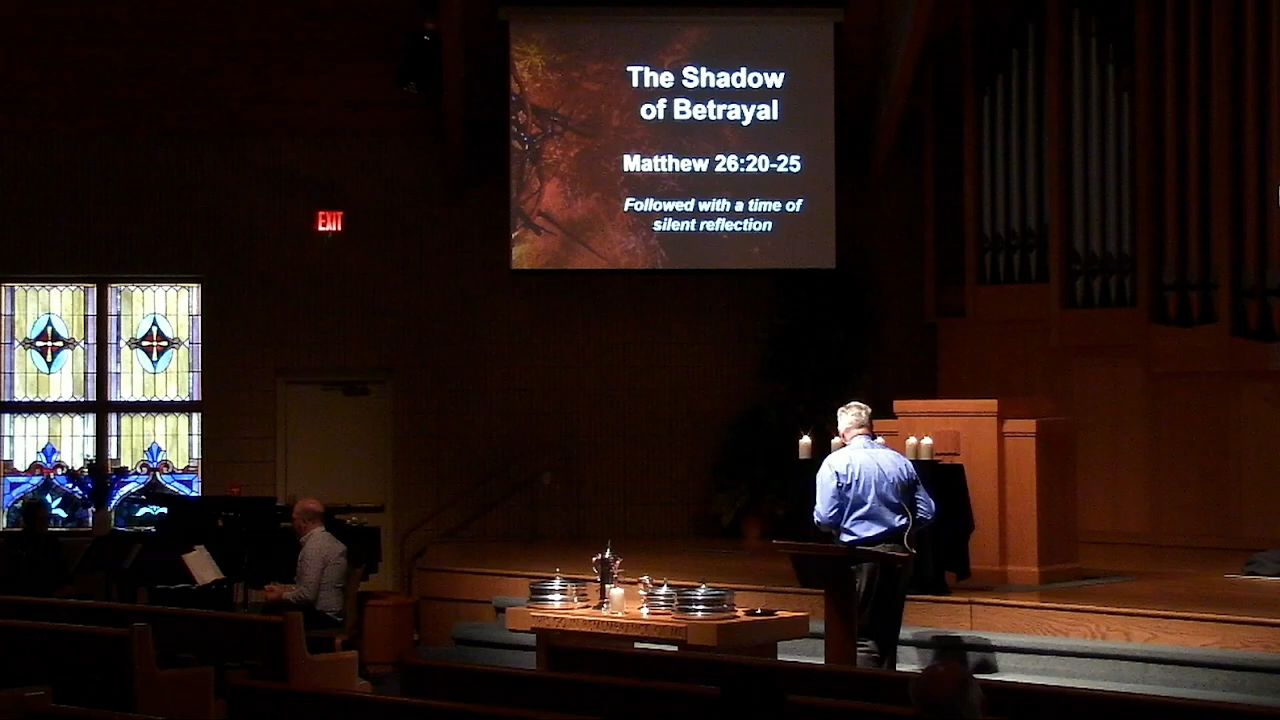 The Shadow
of Betrayal
Matthew 26:20-25
Followed with a time of
silent reflection
EXIT